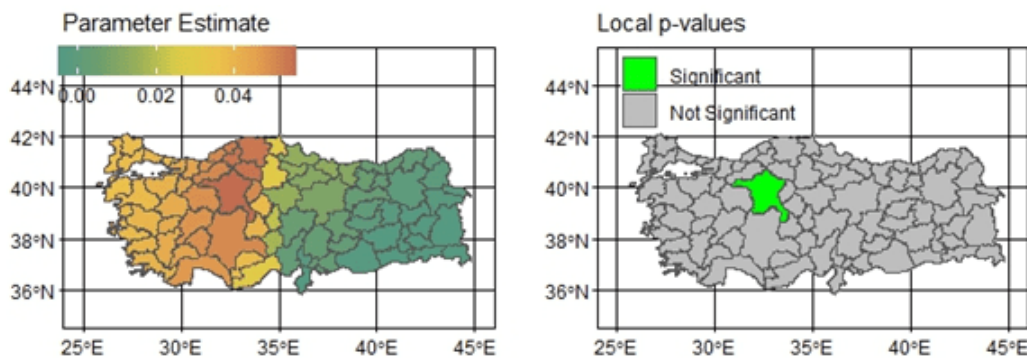 Parameter Estimate
0.00 0.02 0.04
44°N
42°N
40°N
38°N
36°N
25°E 30°E 35°E 40°E 45°E
Local p-values
Significant
Not Significant
44°N
42°N
40°N
38°N
36°N
25°E 30°E 35°E 40°E 45°E